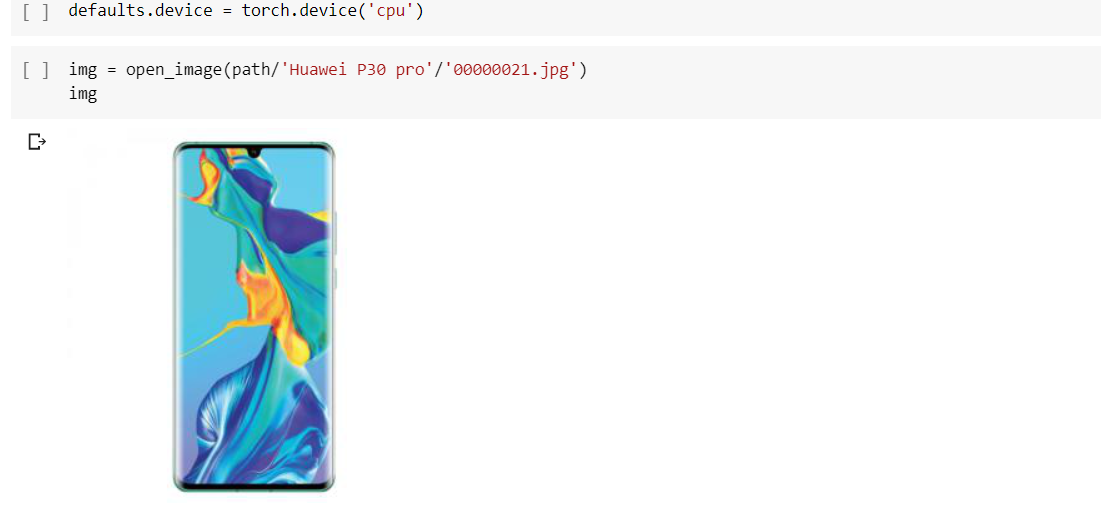 [ ] defaults.device = torch.device('cpu')
[ ] img = open_image(path/'Huawei P30 pro'/'00000021.jpg')
img